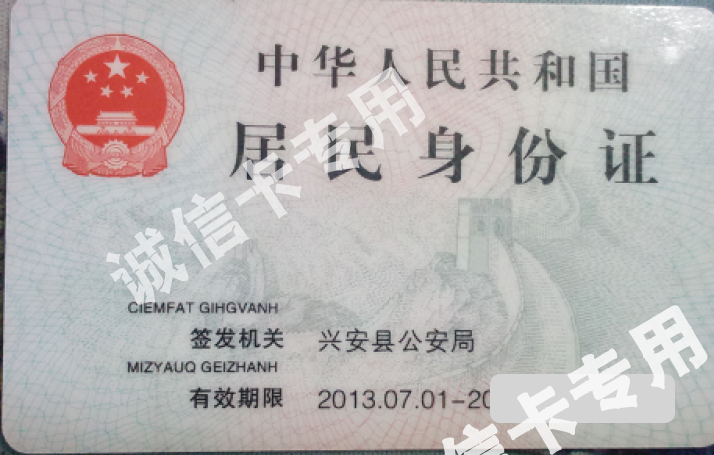 中华人民共和国
居民身份证
诚信卡专用
CIEMFAT GIHGVANH
签发机关 兴安县公安局
MIZYAUQ GEIZHANH
有效期限 2013.07.01-20
信卡专用